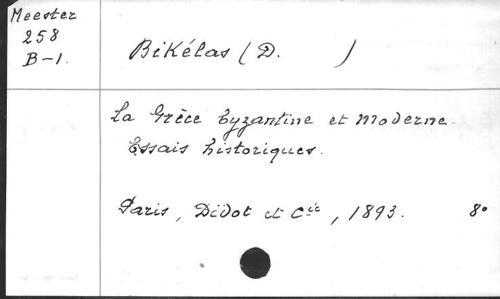 Meester
258
B-1.
Bikélas (D. )
La Grèce byzantine et moderne.
Essais historiques.
Paris, Didot et Cie, 1893. 8°